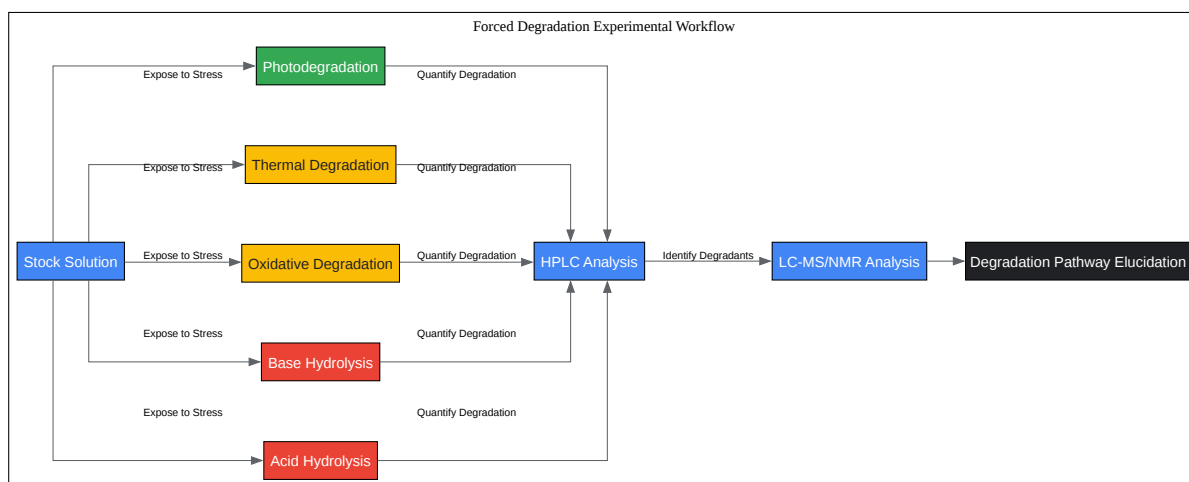 Forced Degradation Experimental Workflow
Photodegradation
Expose to Stress
Quantify Degradation
Thermal Degradation
Expose to Stress
Quantify Degradation
Stock Solution
Expose to Stress
Oxidative Degradation
Quantify Degradation
HPLC Analysis
Identify Degradants
LC-MS/NMR Analysis
Degradation Pathway Elucidation
Expose to Stress
Quantify Degradation
Base Hydrolysis
Expose to Stress
Quantify Degradation
Acid Hydrolysis